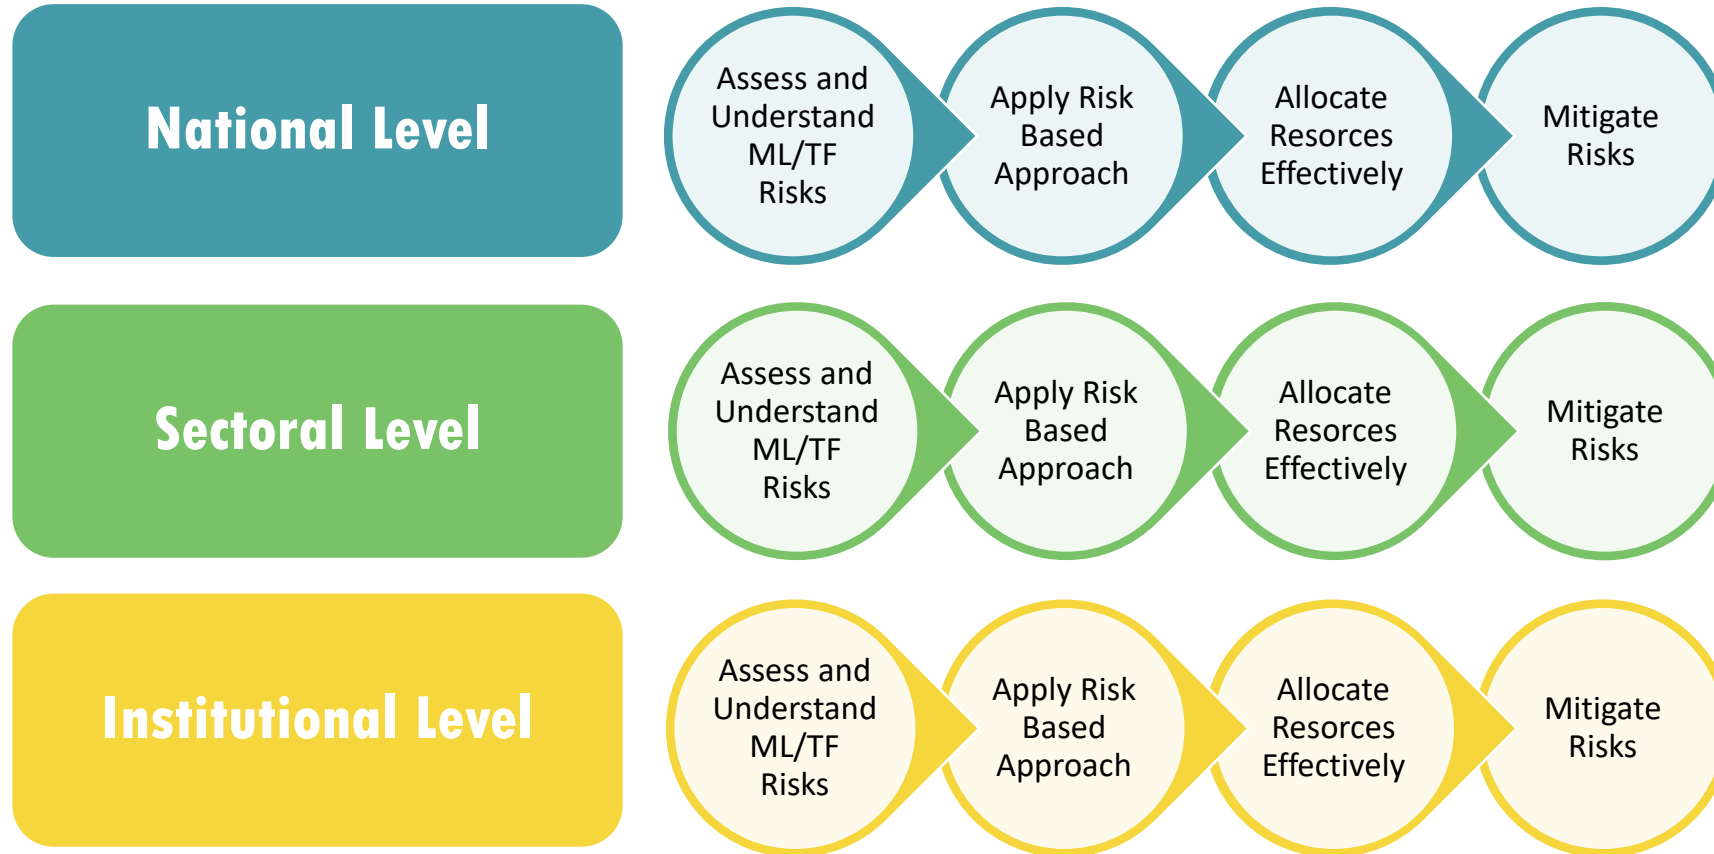 National Level
Assess and
Understand
ML/TF
Risks
Apply Risk
Based
Approach
Allocate
Resorces
Effectively
Mitigate
Risks
Sectoral Level
Assess and
Understand
ML/TF
Risks
Apply Risk
Based
Approach
Allocate
Resorces
Effectively
Mitigate
Risks
Institutional Level
Assess and
Understand
ML/TF
Risks
Apply Risk
Based
Approach
Allocate
Resorces
Effectively
Mitigate
Risks